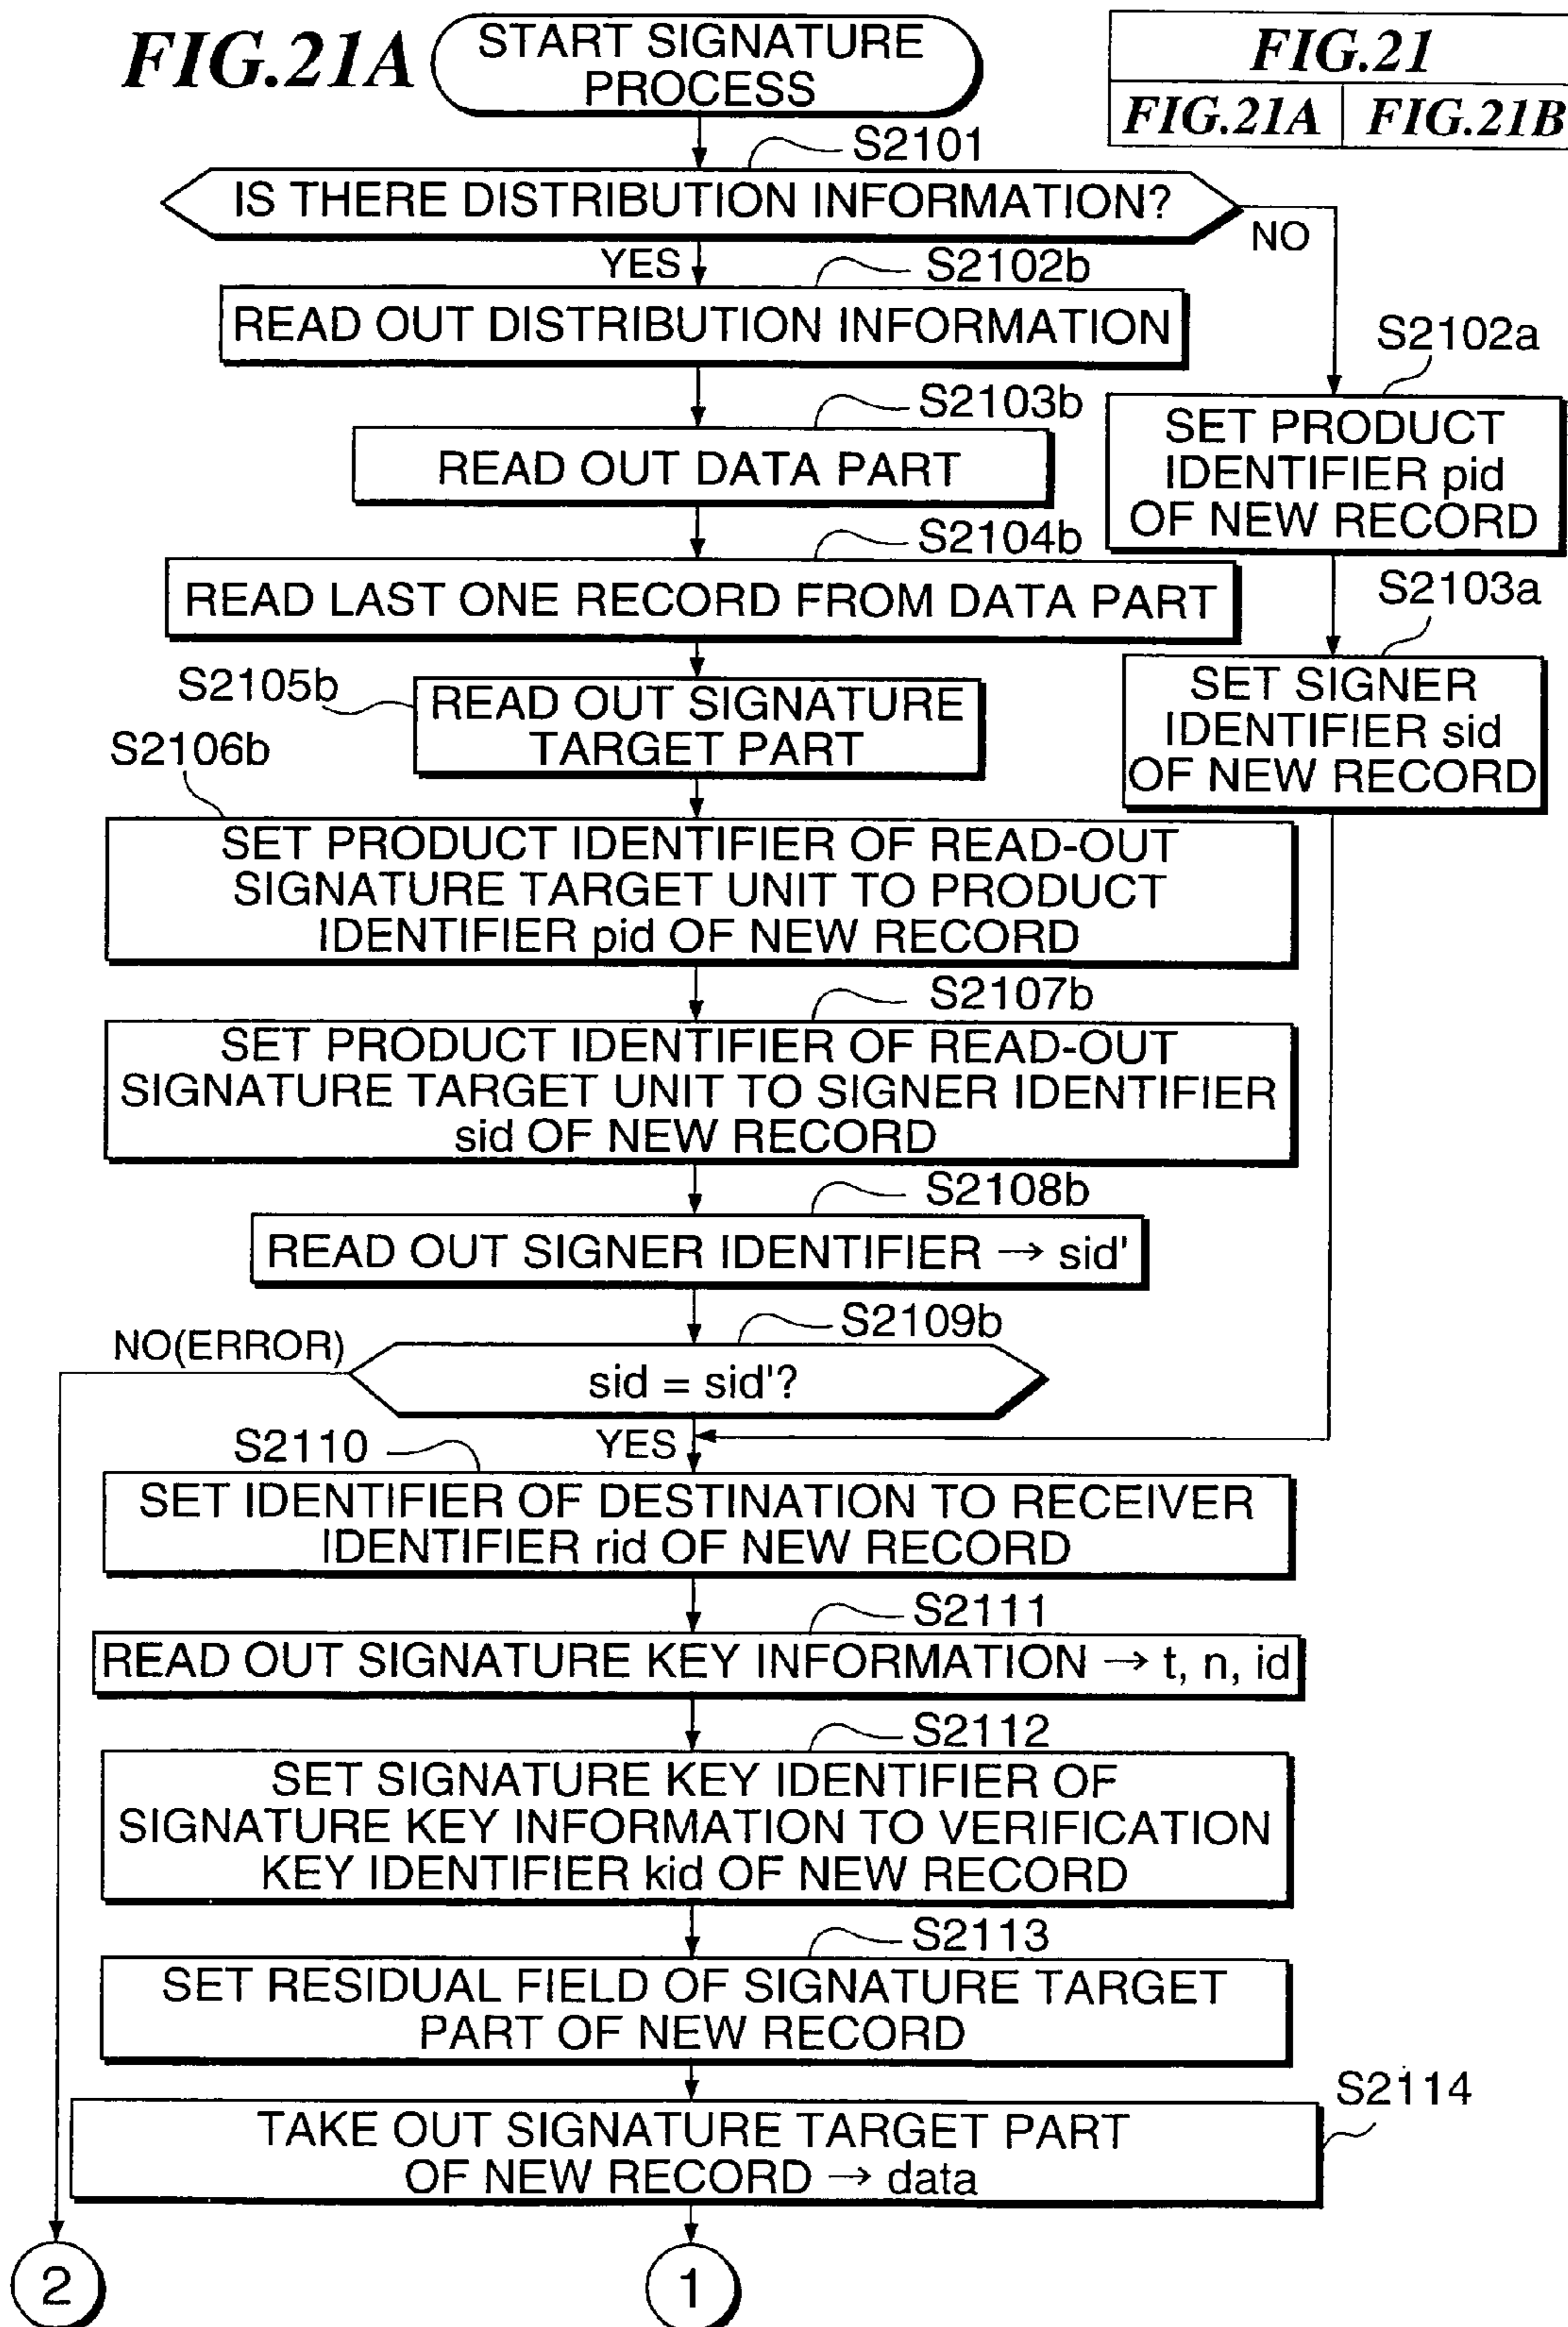 FIG.21A
START SIGNATURE
PROCESS
FIG.21
FIG.21A
FIG.21B
S2101
IS THERE DISTRIBUTION INFORMATION?
NO
YES
S2102b
READ OUT DISTRIBUTION INFORMATION
S2102a
SET PRODUCT
IDENTIFIER pid
OF NEW RECORD
S2103b
READ OUT DATA PART
S2104b
READ LAST ONE RECORD FROM DATA PART
S2103a
SET SIGNER
IDENTIFIER sid
OF NEW RECORD
S2105b
READ OUT SIGNATURE
TARGET PART
S2106b
SET PRODUCT IDENTIFIER OF READ-OUT
SIGNATURE TARGET UNIT TO PRODUCT
IDENTIFIER pid OF NEW RECORD
S2107b
SET PRODUCT IDENTIFIER OF READ-OUT
SIGNATURE TARGET UNIT TO SIGNER IDENTIFIER
sid OF NEW RECORD
S2108b
READ OUT SIGNER IDENTIFIER → sid'
S2109b
NO(ERROR)
sid = sid'?
S2110
YES
SET IDENTIFIER OF DESTINATION TO RECEIVER
IDENTIFIER rid OF NEW RECORD
S2111
READ OUT SIGNATURE KEY INFORMATION → t, n, id
S2112
SET SIGNATURE KEY IDENTIFIER OF
SIGNATURE KEY INFORMATION TO VERIFICATION
KEY IDENTIFIER kid OF NEW RECORD
S2113
SET RESIDUAL FIELD OF SIGNATURE TARGET
PART OF NEW RECORD
S2114
TAKE OUT SIGNATURE TARGET PART
OF NEW RECORD → data
2
1